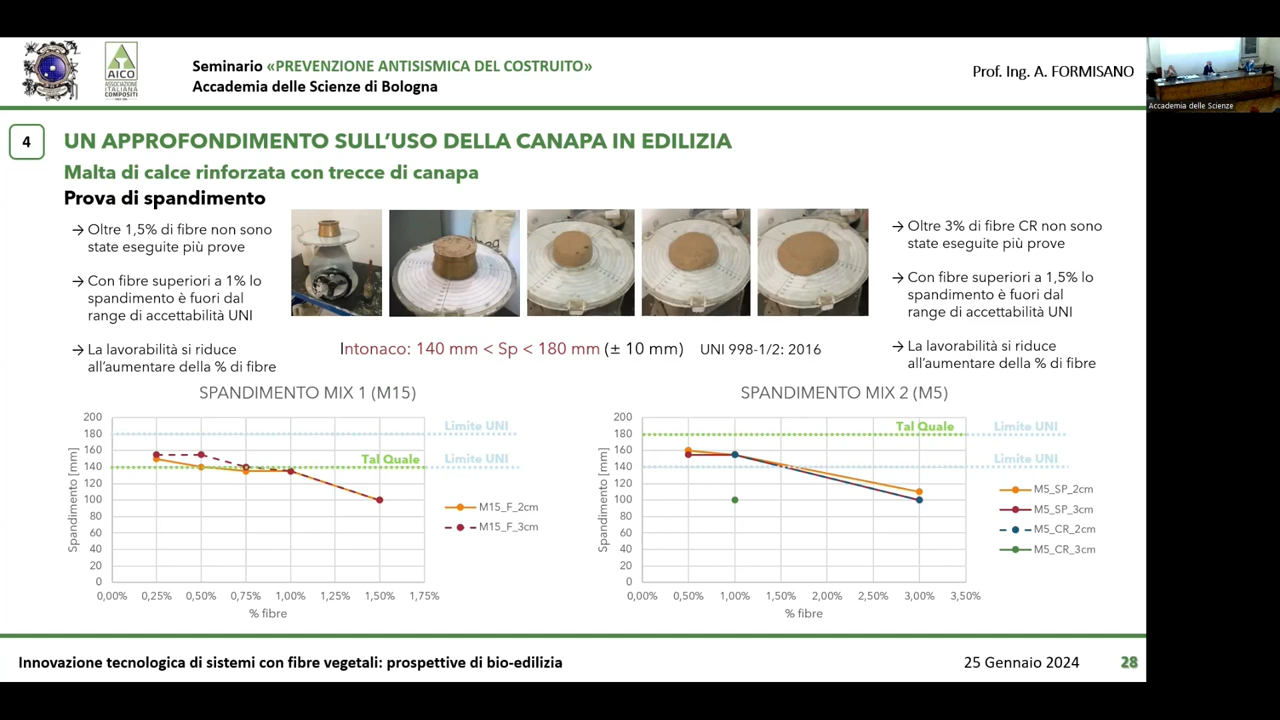 AICO
ASSOCIAZIONE
ITALIANA
COMPOSITI
Seminario «PREVENZIONE ANTISISMICA DEL COSTRUITO»
Accademia delle Scienze di Bologna
Prof. Ing. A. FORMISANO
Accademia delle Scienze
4
UN APPROFONDIMENTO SULL’USO DELLA CANAPA IN EDILIZIA
Malta di calce rinforzata con trecce di canapa
Prova di spandimento
→ Oltre 1,5% di fibre non sono
state eseguite più prove
→ Con fibre superiori a 1% lo
spandimento è fuori dal
range di accettabilità UNI
→ La lavorabilità si riduce
all’aumentare della % di fibre
→ Oltre 3% di fibre CR non sono
state eseguite più prove
→ Con fibre superiori a 1,5% lo
spandimento è fuori dal
range di accettabilità UNI
→ La lavorabilità si riduce
all’aumentare della % di fibre
Intonaco: 140 mm < Sp < 180 mm (± 10 mm) UNI 998-1/2: 2016
SPANDIMENTO MIX 1 (M15)
Spandimento [mm]
200
180
160
140
120
100
80
60
40
20
0
Limite UNI
Tal Quale
Limite UNI
M15_F_2cm
M15_F_3cm
0,00% 0,25% 0,50% 0,75% 1,00% 1,25% 1,50% 1,75%
% fibre
SPANDIMENTO MIX 2 (M5)
Spandimento [mm]
200
180
160
140
120
100
80
60
40
20
0
Tal Quale
Limite UNI
Limite UNI
M5_SP_2cm
M5_SP_3cm
M5_CR_2cm
M5_CR_3cm
0,00% 0,50% 1,00% 1,50% 2,00% 2,50% 3,00% 3,50%
% fibre
Innovazione tecnologica di sistemi con fibre vegetali: prospettive di bio-edilizia
25 Gennaio 2024
28